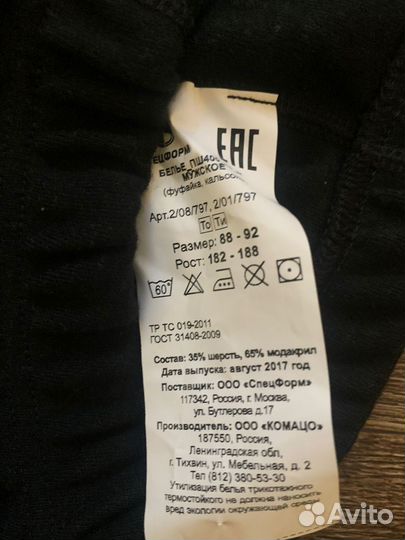 ЕАС
БЕЛЬЕ
МУЖСКОЕ
(фуфайка, кальсоны
Арт.2/08/797, 2/01/797
То Ти
Размер: 88 - 92
Рост: 182 - 188
60°
ТР ТС 019-2011
ГОСТ 31408-2009
Состав: 35% шерсть, 65% модакрил
Дата выпуска: август 2017 год
Поставщик: ООО «СпецФорм»
117342, Россия, г. Москва,
ул. Бутлерова д.17
Производитель: ООО «КОМАЦО»
187550, Россия,
Ленинградская обл,
г. Тихвин, ул. Мебельная, д. 2
Тел (812) 380-53-30
Утилизация белья трикотажного
термостойкого не должна наносить
вред экологии окружающей среды
Avito